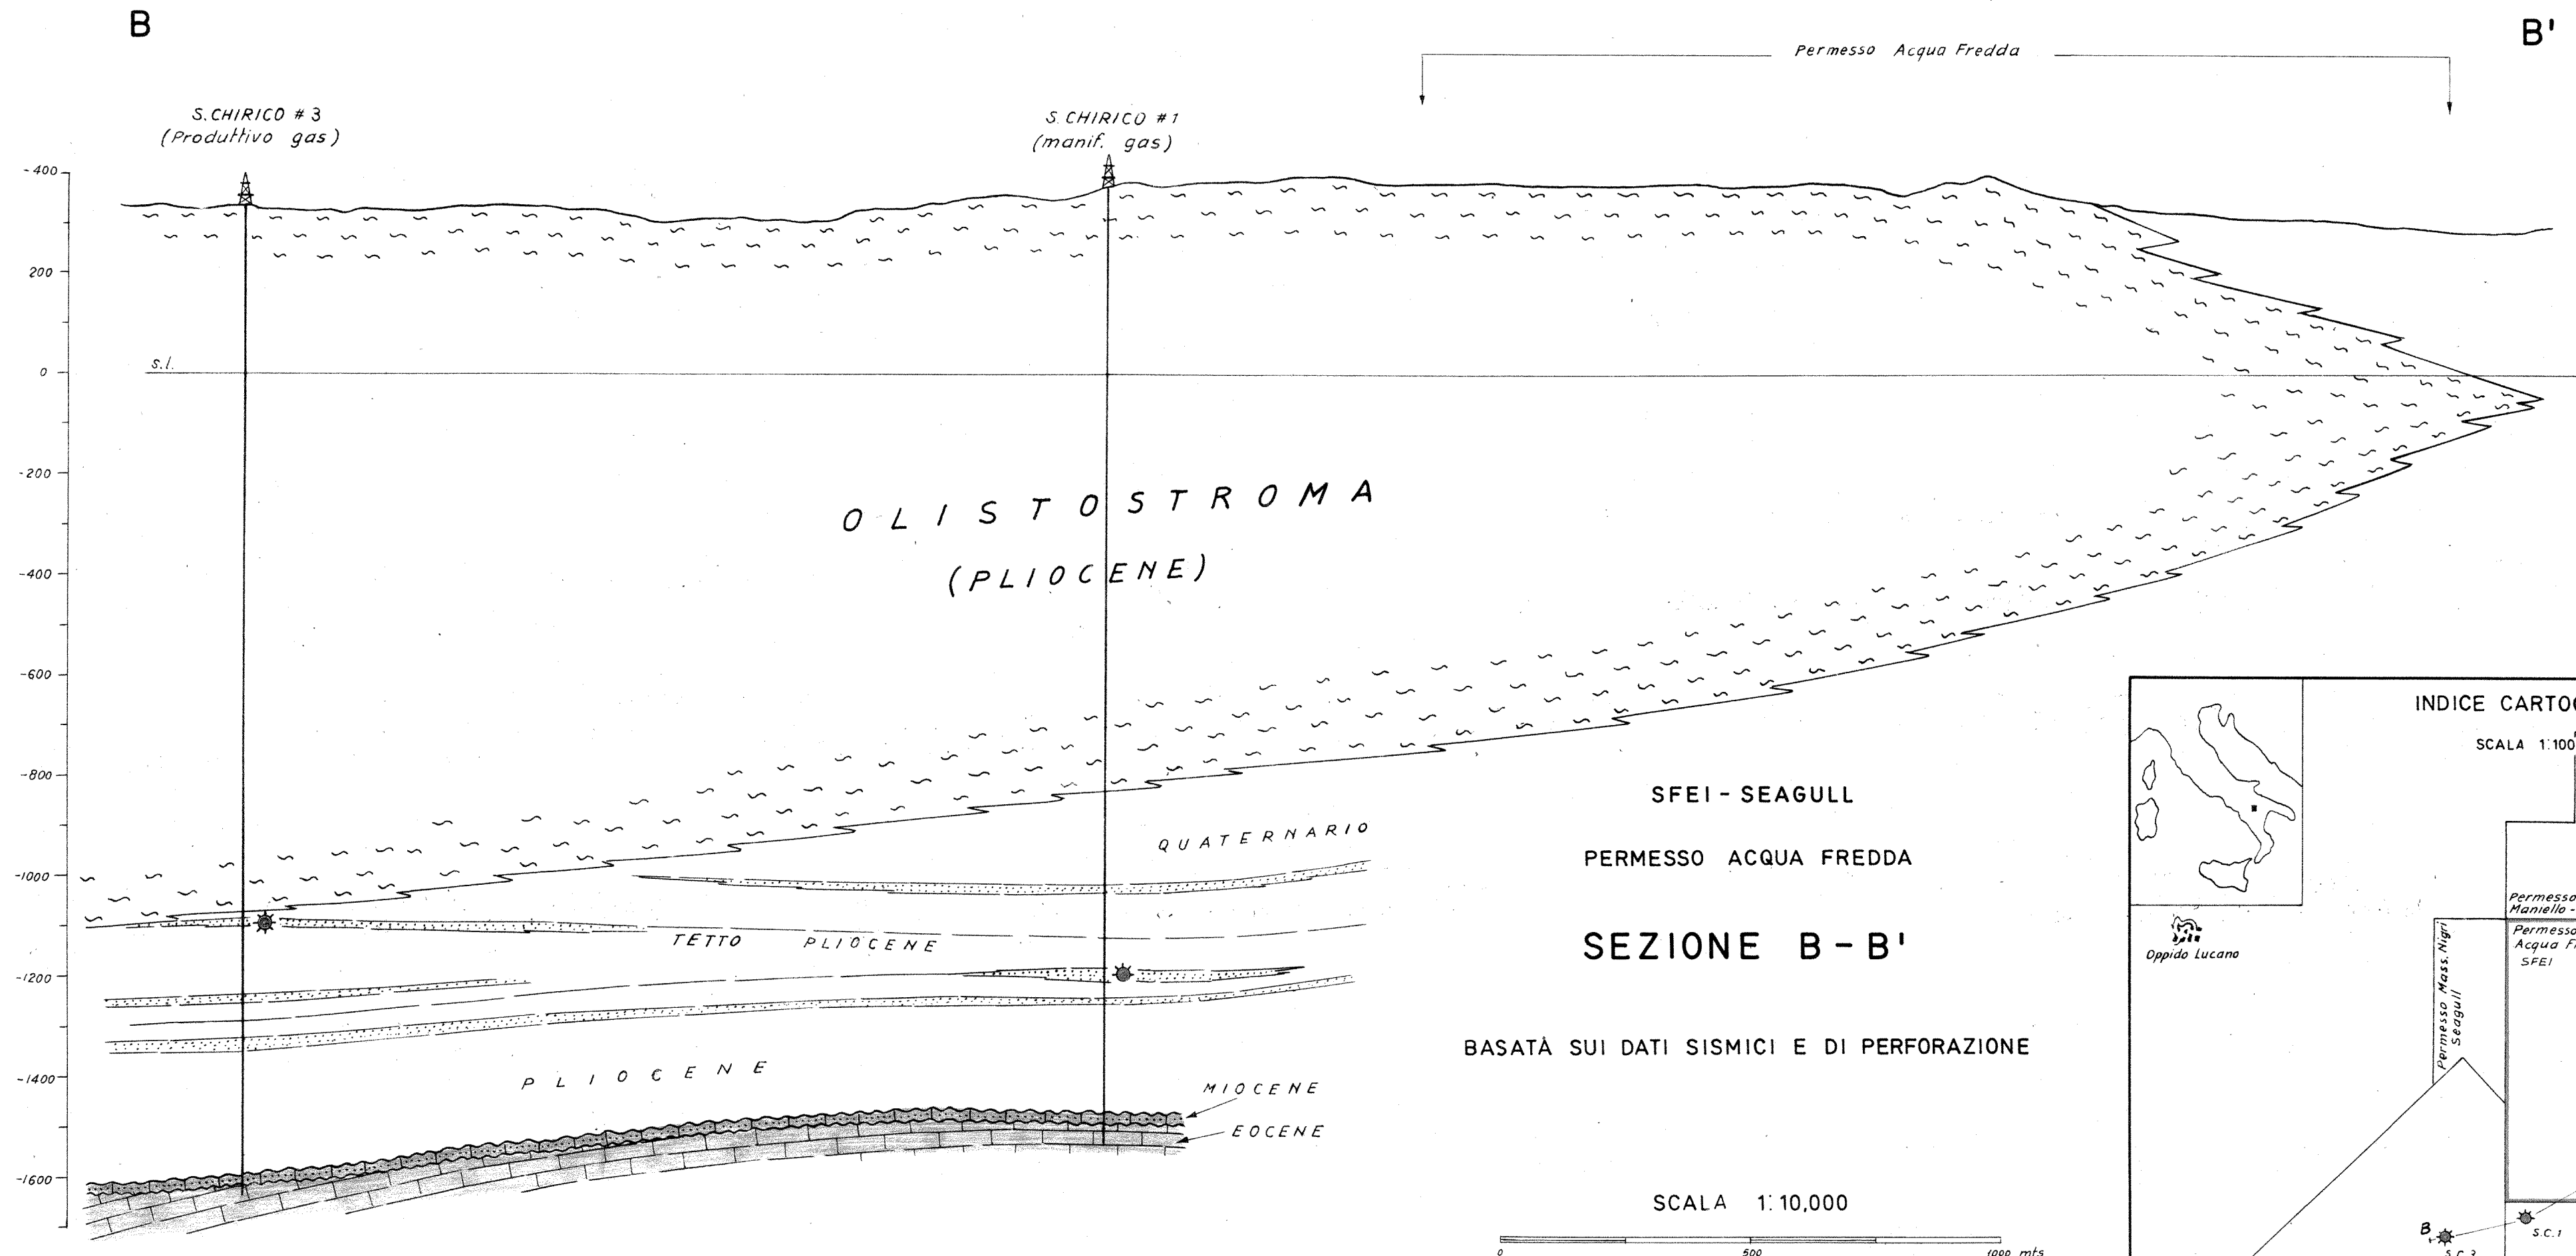 B
B'
Permesso Acqua Fredda
S. CHIRICO # 3
(Produttivo gas)
S. CHIRICO # 1
(manif. gas)
-400
200
0
-200
-400
-600
-800
-1000
-1200
-1400
-1600
s.l.
OLISTOSTROMA
(PLIOCENE)
QUATERNARIO
TETTO PLIOCENE
PLIOCENE
MIOCENE
EOCENE
SFEI - SEAGULL
PERMESSO ACQUA FREDDA
SEZIONE B - B'
BASATÀ SUI DATI SISMICI E DI PERFORAZIONE
SCALA 1:10,000
0 500 1000 mts
INDICE CARTOG
SCALA 1:100
Oppido Lucano
Permesso Mass. Nigri
Seagull
Permesso
Maniello -
Permesso
Acqua F
SFEI
B
S.C.1